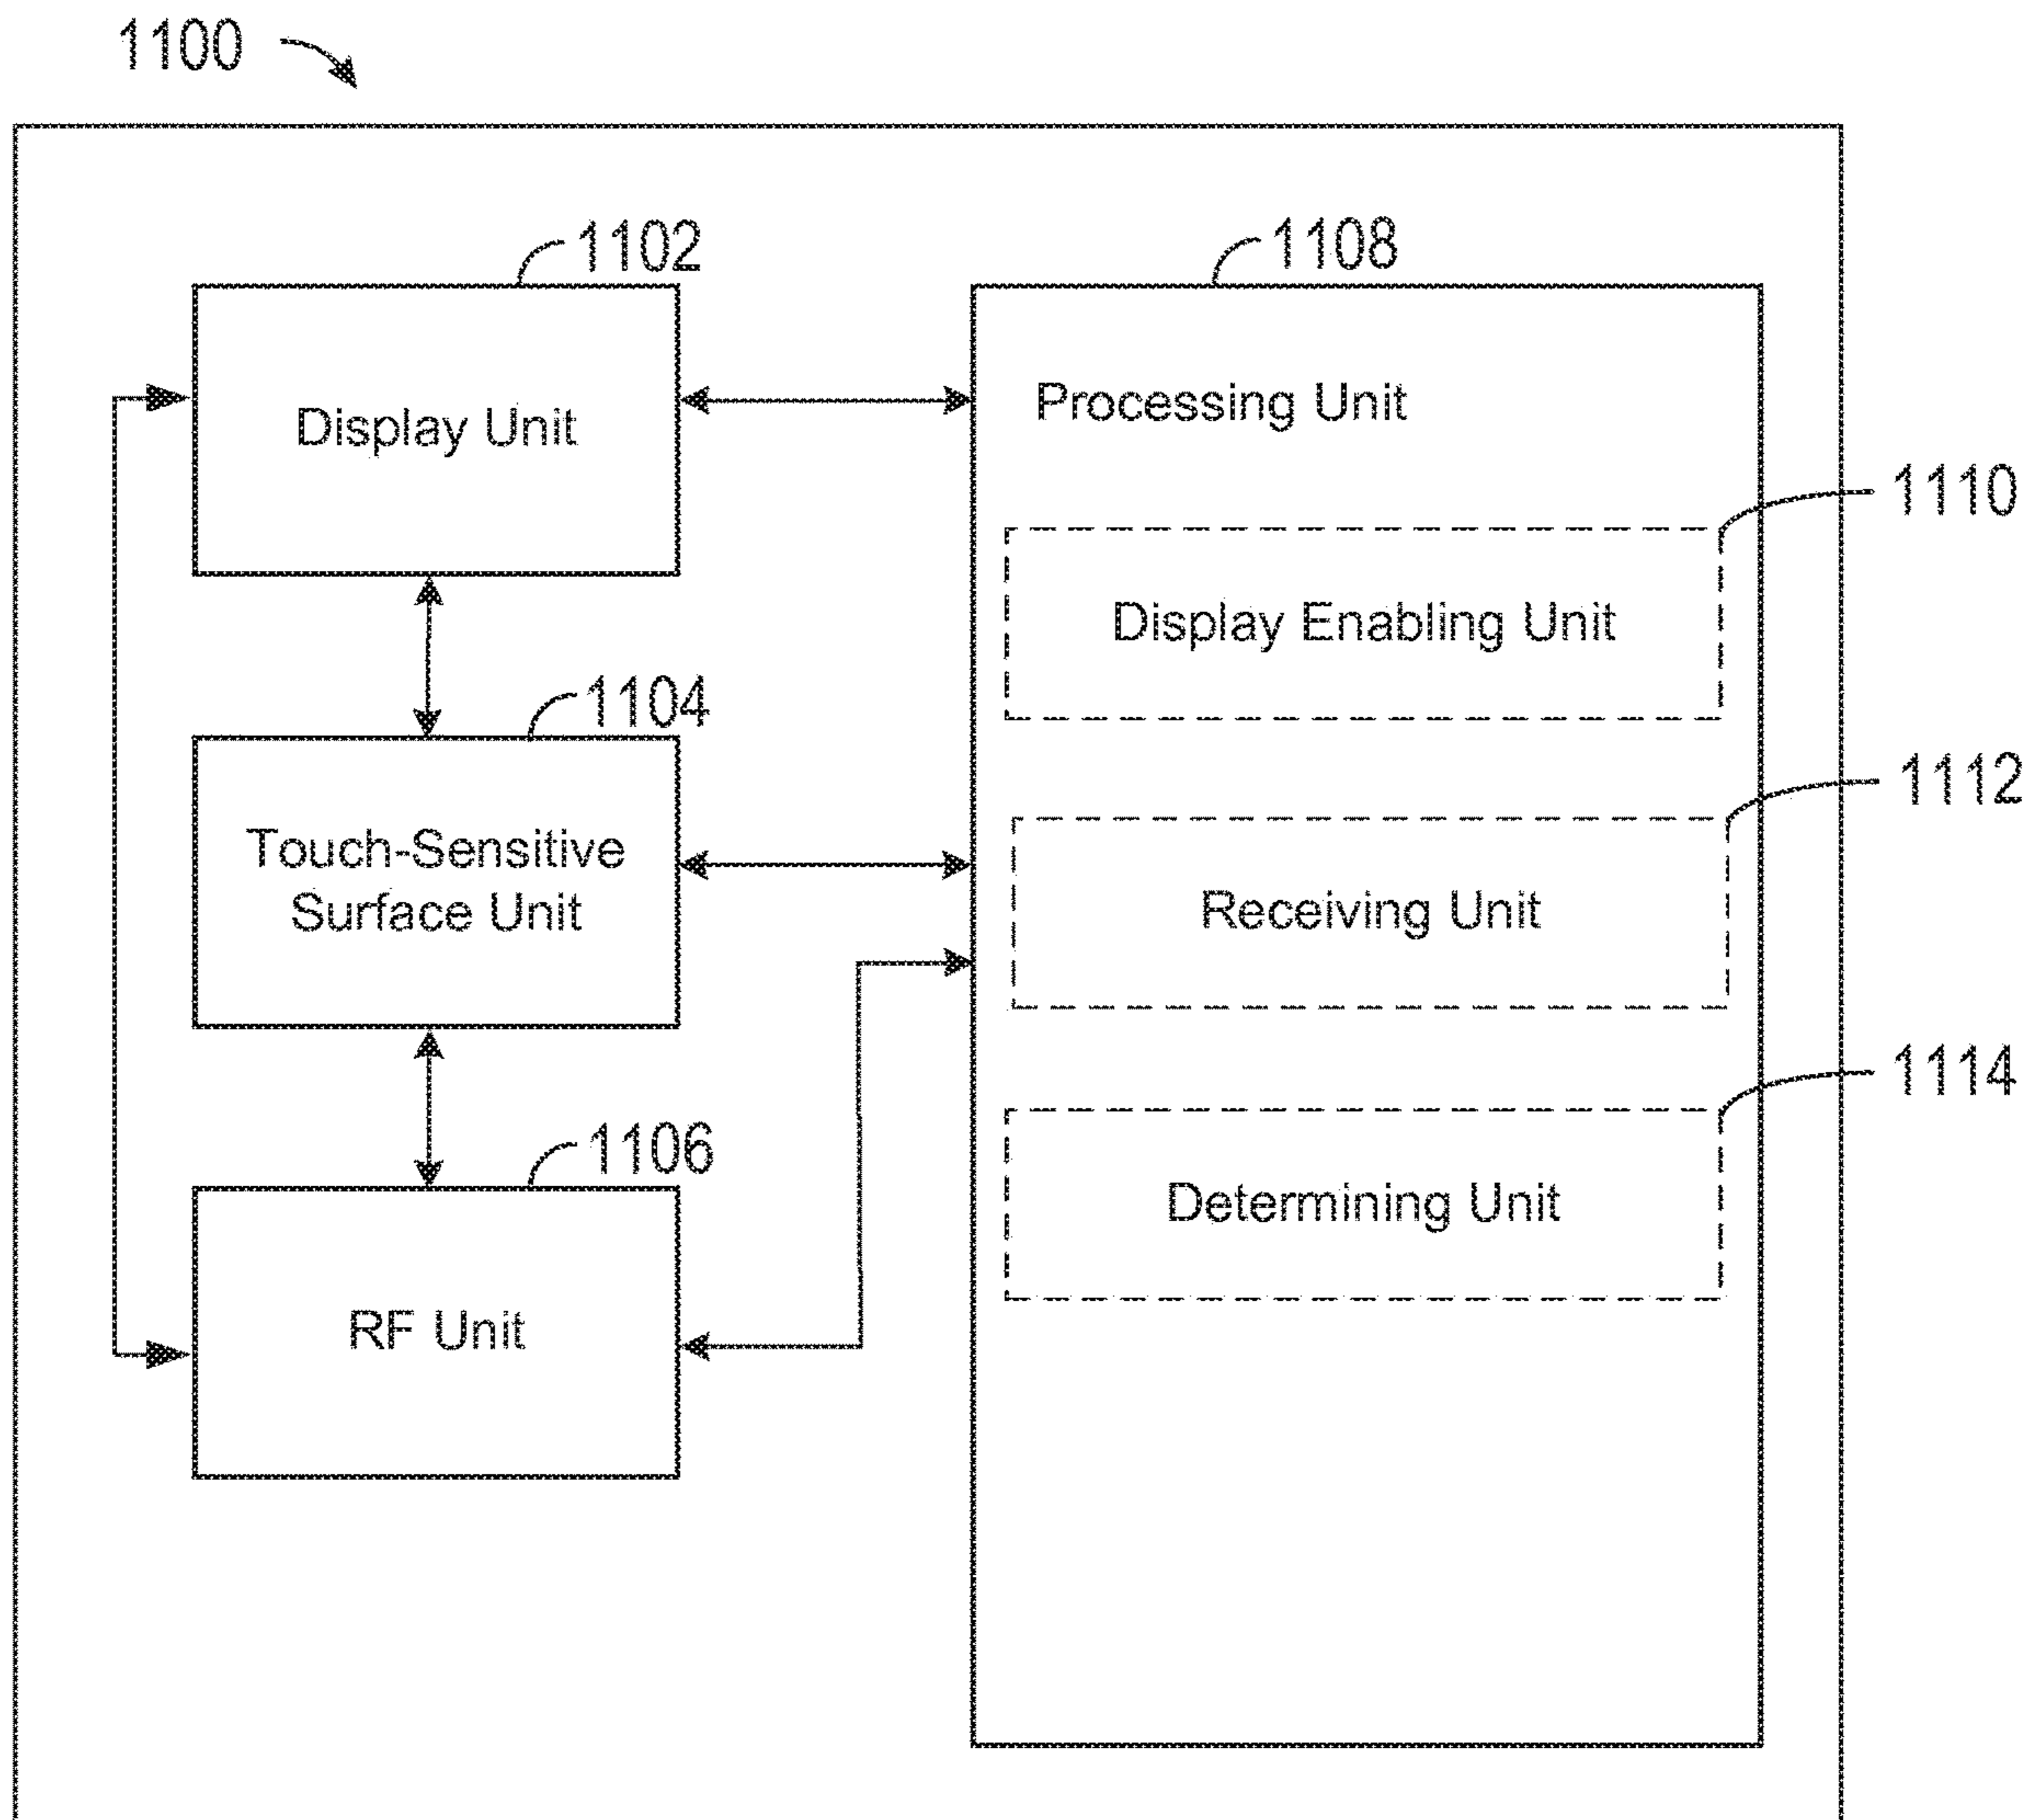 1100
1102
1108
Display Unit
Processing Unit
1110
Display Enabling Unit
1104
1112
Touch-Sensitive
Surface Unit
Receiving Unit
1114
1106
Determining Unit
RF Unit